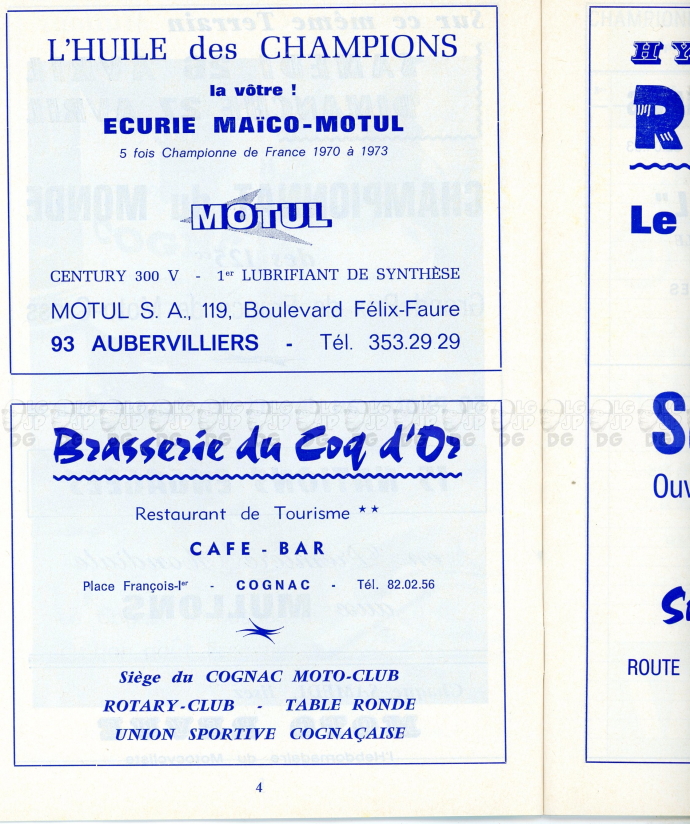 L'HUILE des CHAMPIONS
la vôtre !
ECURIE MAïCO-MOTUL
5 fois Championne de France 1970 à 1973
MOTUL
CENTURY 300 V - 1er LUBRIFIANT DE SYNTHÈSE
MOTUL S. A., 119, Boulevard Félix-Faure
93 AUBERVILLIERS - Tél. 353.29 29
Brasserie du Coq d'Or
Restaurant de Tourisme ★★
CAFE - BAR
Place François-Ier - COGNAC - Tél. 82.02.56
Siège du COGNAC MOTO-CLUB
ROTARY-CLUB - TABLE RONDE
UNION SPORTIVE COGNAÇAISE
4
H Y
R
Le
ROUTE